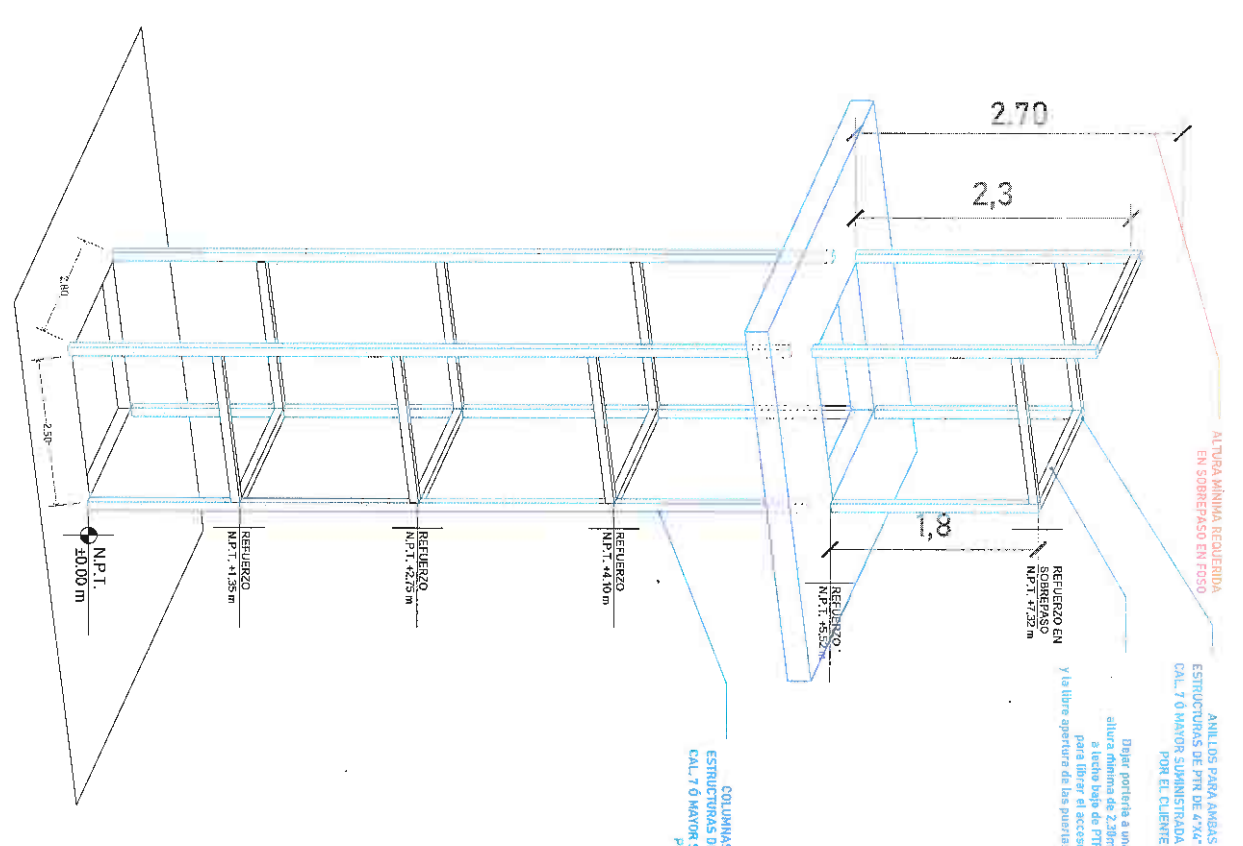 2.70
2,3
ALTURA MÍNIMA REQUERIDA
EN SOBREPASO EN FOSO
2.80
2.50
N.P.T.
±0.00 m
REFUERZO
N.P.T. +1.35 m
REFUERZO
N.P.T. +2.75 m
REFUERZO
N.P.T. +4.10 m
REFUERZO
N.P.T. +5.52 m
1,8
REFUERZO EN
SOBREPASO
N.P.T. +7.32 m
ANILLOS PARA AMBAS
ESTRUCTURAS DE PTR DE 4"X4"
CAL. 7 Ó MAYOR SUMINISTRADA
POR EL CLIENTE
Dejar portería a una
altura mínima de 2.30m
a lecho bajo de PTR
para librar el acceso
y la libre apertura de las puertas
COLUMNAS
ESTRUCTURAS D
CAL. 7 Ó MAYOR S
P